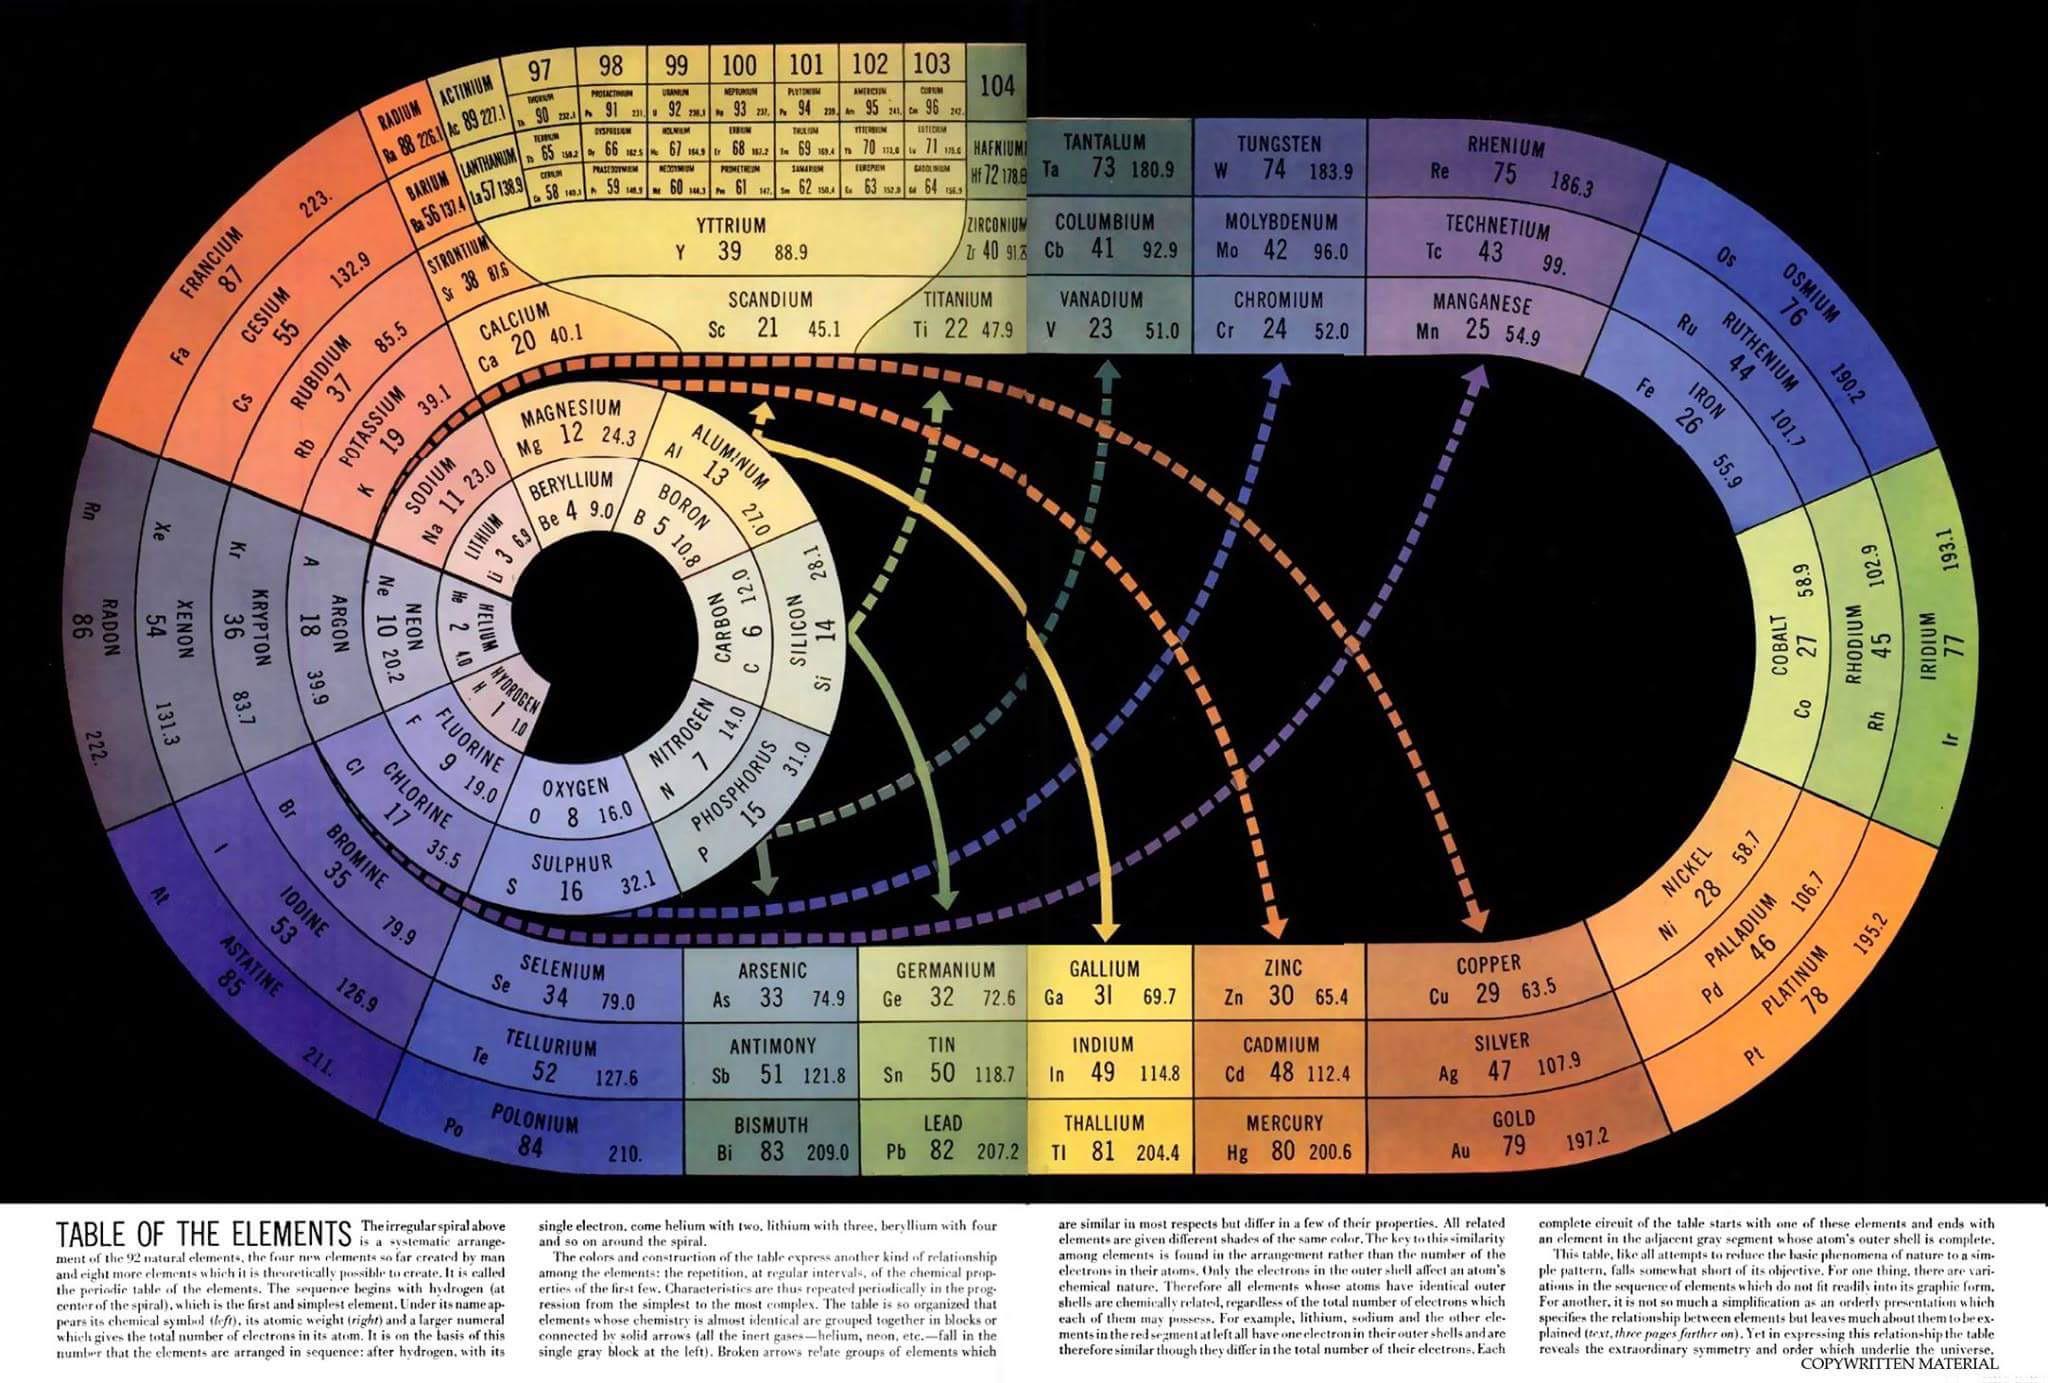 97
98
99
100
101
102
103
104
ACTINIUM
Ac 89 227.1
THORIUM
Th 90 232.1
PROTACTINIUM
Pa 91 231.
URANIUM
U 92 238.1
NEPTUNIUM
Np 93 237.
PLUTONIUM
Pu 94 239.
AMERICIUM
Am 95 241.
CURIUM
Cm 96 242.
RADIUM
Ra 88 226.1
LANTHANUM
La 57 138.9
TERBIUM
Tb 65 159.2
DYSPROSIUM
Dy 66 162.5
HOLMIUM
Ho 67 164.9
ERBIUM
Er 68 167.2
THULIUM
Tm 69 169.4
YTTERBIUM
Yb 70 173.0
LUTECIUM
Lu 71 175.0
HAFNIUM
Hf 72 178.6
CERIUM
Ce 58 140.1
PRASEODYMIUM
Pr 59 140.9
NEODYMIUM
Nd 60 144.3
PROMETHEUM
Pm 61 147.
SAMARIUM
Sm 62 150.4
EUROPIUM
Eu 63 152.0
GADOLINIUM
Gd 64 156.9
BARIUM
Ba 56 137.4
TANTALUM
Ta 73 180.9
TUNGSTEN
W 74 183.9
RHENIUM
Re 75 186.3
FRANCIUM
Fa 87 223.
CESIUM
Cs 55 132.9
RUBIDIUM
Rb 37 85.5
POTASSIUM
K 19 39.1
STRONTIUM
Sr 38 87.6
YTTRIUM
Y 39 88.9
ZIRCONIUM
Zr 40 91.2
COLUMBIUM
Cb 41 92.9
MOLYBDENUM
Mo 42 96.0
TECHNETIUM
Tc 43 99.
CALCIUM
Ca 20 40.1
SCANDIUM
Sc 21 45.1
TITANIUM
Ti 22 47.9
VANADIUM
V 23 51.0
CHROMIUM
Cr 24 52.0
MANGANESE
Mn 25 54.9
OSMIUM
Os 76 190.2
RUTHENIUM
Ru 44 101.7
IRON
Fe 26 55.9
SODIUM
Na 11 23.0
MAGNESIUM
Mg 12 24.3
ALUMINUM
Al 13 27.0
LITHIUM
Li 3 6.9
BERYLLIUM
Be 4 9.0
BORON
B 5 10.8
CARBON
C 6 12.0
SILICON
Si 14 28.1
RADON
Rn 86 222.
XENON
Xe 54 131.3
KRYPTON
Kr 36 83.7
ARGON
A 18 39.9
NEON
Ne 10 20.2
HELIUM
He 2 4.0
HYDROGEN
H 1 1.0
COBALT
Co 27 58.9
RHODIUM
Rh 45 102.9
IRIDIUM
Ir 77 193.1
FLUORINE
F 9 19.0
OXYGEN
O 8 16.0
NITROGEN
N 7 14.0
PHOSPHORUS
P 15 31.0
CHLORINE
Cl 17 35.5
SULPHUR
S 16 32.1
BROMINE
Br 35 79.9
IODINE
I 53 126.9
ASTATINE
At 85 211.
NICKEL
Ni 28 58.7
PALLADIUM
Pd 46 106.7
PLATINUM
Pt 78 195.2
SELENIUM
Se 34 79.0
ARSENIC
As 33 74.9
GERMANIUM
Ge 32 72.6
GALLIUM
Ga 31 69.7
ZINC
Zn 30 65.4
COPPER
Cu 29 63.5
TELLURIUM
Te 52 127.6
ANTIMONY
Sb 51 121.8
TIN
Sn 50 118.7
INDIUM
In 49 114.8
CADMIUM
Cd 48 112.4
SILVER
Ag 47 107.9
POLONIUM
Po 84 210.
BISMUTH
Bi 83 209.0
LEAD
Pb 82 207.2
THALLIUM
Tl 81 204.4
MERCURY
Hg 80 200.6
GOLD
Au 79 197.2
TABLE OF THE ELEMENTS The irregular spiral above
is a systematic arrange-
ment of the 92 natural elements, the four new elements so far created by man
and eight more elements which it is theoretically possible to create. It is called
the periodic table of the elements. The sequence begins with hydrogen (at
center of the spiral), which is the first and simplest element. Under its name ap-
pears its chemical symbol (left), its atomic weight (right) and a larger numeral
which gives the total number of electrons in its atom. It is on the basis of this
number that the elements are arranged in sequence: after hydrogen, with its
single electron, come helium with two, lithium with three, beryllium with four
and so on around the spiral.
The colors and construction of the table express another kind of relationship
among the elements: the repetition, at regular intervals, of the chemical prop-
erties of the first few. Characteristics are thus repeated periodically in the prog-
ression from the simplest to the most complex. The table is so organized that
elements whose chemistry is almost identical are grouped together in blocks or
connected by solid arrows (all the inert gases—helium, neon, etc.—fall in the
single gray block at the left). Broken arrows relate groups of elements which
are similar in most respects but differ in a few of their properties. All related
elements are given different shades of the same color. The key to this similarity
among elements is found in the arrangement rather than the number of the
electrons in their atoms. Only the electrons in the outer shell affect an atom's
chemical nature. Therefore all elements whose atoms have identical outer
shells are chemically related, regardless of the total number of electrons which
each of them may possess. For example, lithium, sodium and the other ele-
ments in the red segment at left all have one electron in their outer shells and are
therefore similar though they differ in the total number of their electrons. Each
complete circuit of the table starts with one of these elements and ends with
an element in the adjacent gray segment whose atom's outer shell is complete.
This table, like all attempts to reduce the basic phenomena of nature to a sim-
ple pattern, falls somewhat short of its objective. For one thing, there are vari-
ations in the sequence of elements which do not fit readily into its graphic form.
For another, it is not so much a simplification as an orderly presentation which
specifies the relationship between elements but leaves much about them to be ex-
plained (text, three pages farther on). Yet in expressing this relationship the table
reveals the extraordinary symmetry and order which underlie the universe.
COPYWRITTEN MATERIAL